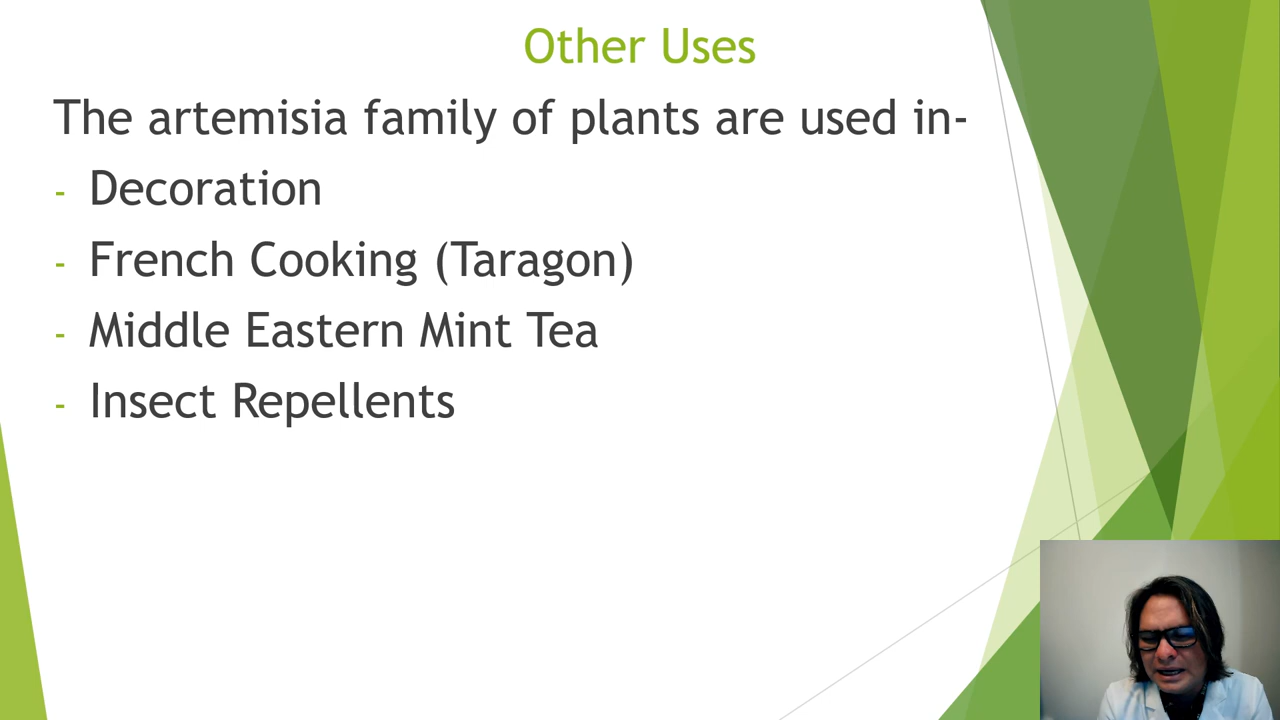 Other Uses
The artemisia family of plants are used in-
- Decoration
- French Cooking (Taragon)
- Middle Eastern Mint Tea
- Insect Repellents